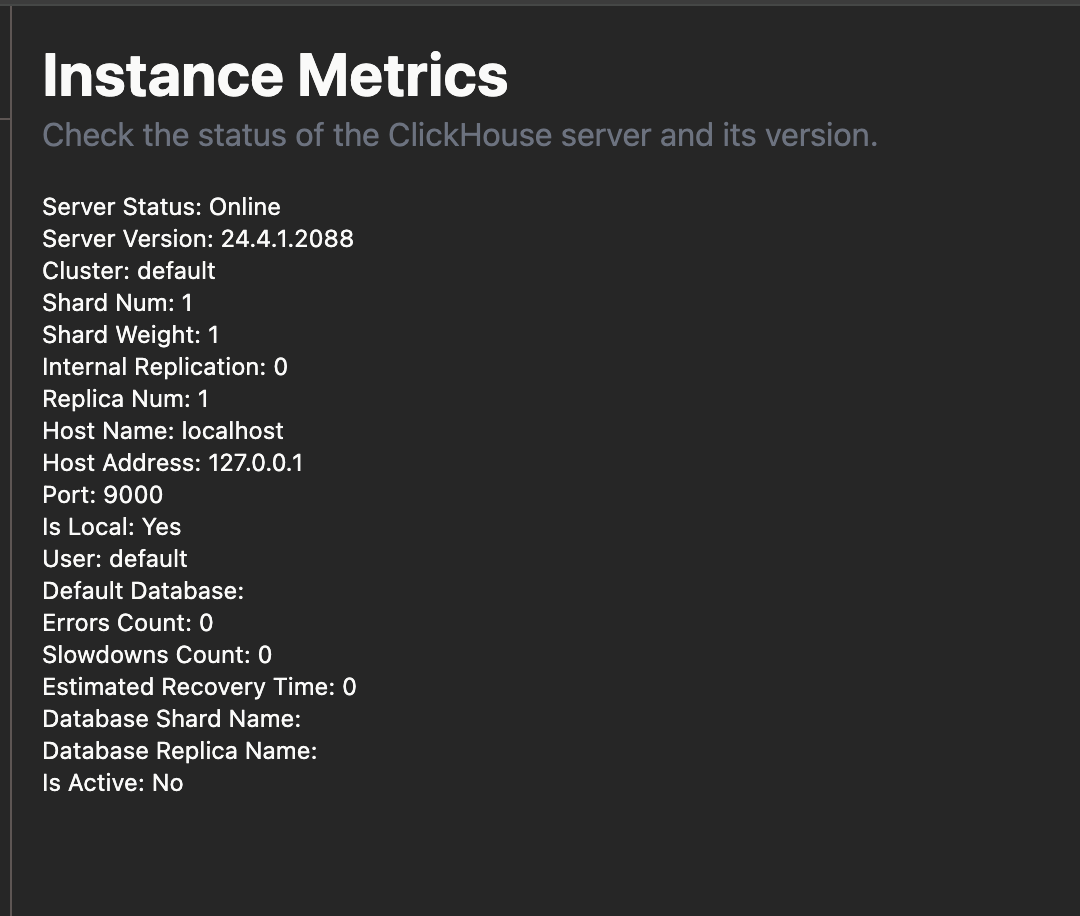 Instance Metrics
Check the status of the ClickHouse server and its version.
Server Status: Online
Server Version: 24.4.1.2088
Cluster: default
Shard Num: 1
Shard Weight: 1
Internal Replication: 0
Replica Num: 1
Host Name: localhost
Host Address: 127.0.0.1
Port: 9000
Is Local: Yes
User: default
Default Database:
Errors Count: 0
Slowdowns Count: 0
Estimated Recovery Time: 0
Database Shard Name:
Database Replica Name:
Is Active: No